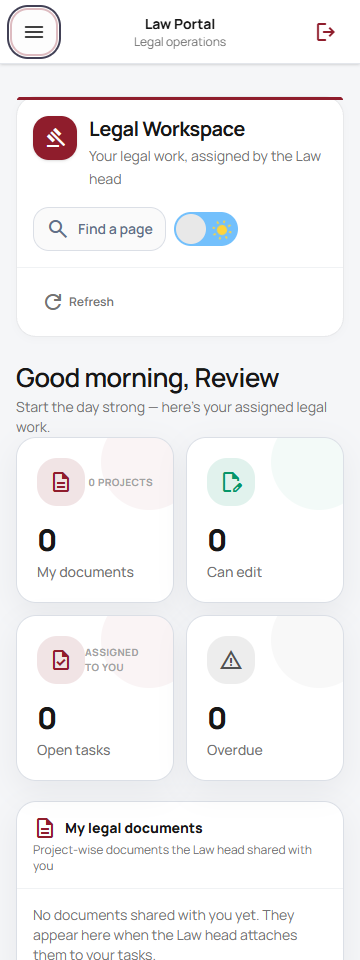 Law Portal
Legal operations
Legal Workspace
Your legal work, assigned by the Law
head
Find a page
Refresh
Good morning, Review
Start the day strong — here's your assigned legal
work.
0 PROJECTS
0
My documents
0
Can edit
ASSIGNED
TO YOU
0
Open tasks
0
Overdue
My legal documents
Project-wise documents the Law head shared with
you
No documents shared with you yet. They
appear here when the Law head attaches
them to your tasks.